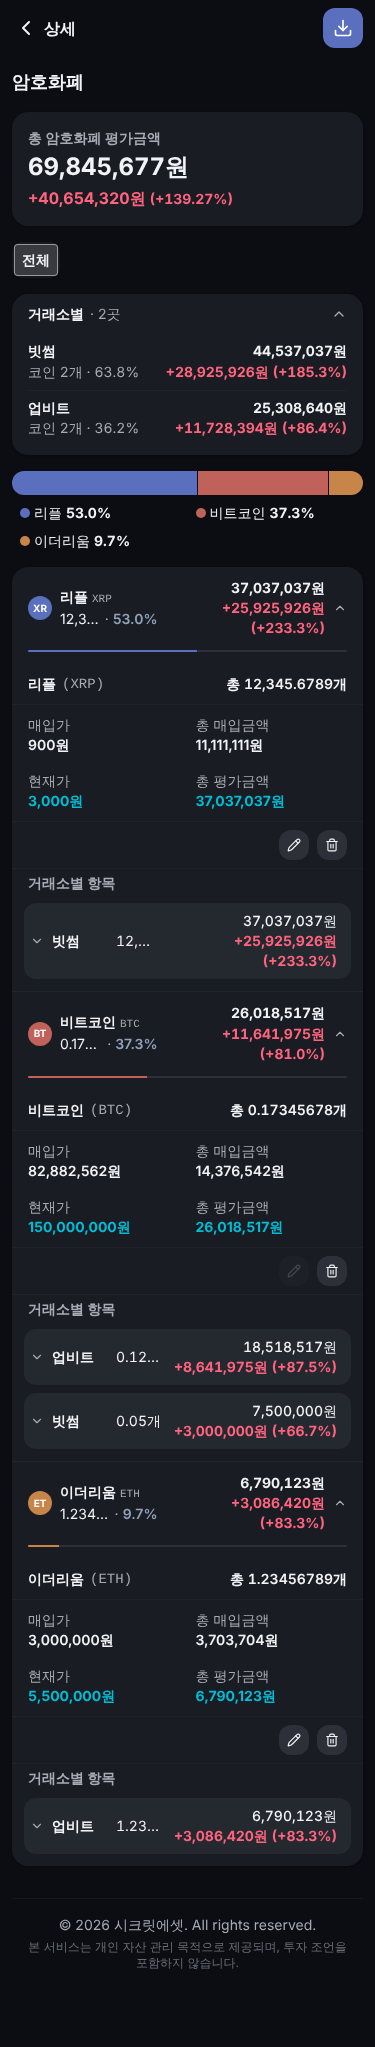 상세
암호화폐
총 암호화폐 평가금액
69,845,677원
+40,654,320원 (+139.27%)
전체
거래소별 · 2곳
빗썸 44,537,037원
코인 2개 · 63.8% +28,925,926원 (+185.3%)
업비트 25,308,640원
코인 2개 · 36.2% +11,728,394원 (+86.4%)
리플 53.0% 비트코인 37.3%
이더리움 9.7%
37,037,037원
XR 리플 XRP +25,925,926원
12,3... · 53.0% (+233.3%)
리플 (XRP) 총 12,345.6789개
매입가 총 매입금액
900원 11,111,111원
현재가 총 평가금액
3,000원 37,037,037원
거래소별 항목
37,037,037원
빗썸 12,... +25,925,926원
(+233.3%)
26,018,517원
BT 비트코인 BTC +11,641,975원
0.17... · 37.3% (+81.0%)
비트코인 (BTC) 총 0.17345678개
매입가 총 매입금액
82,882,562원 14,376,542원
현재가 총 평가금액
150,000,000원 26,018,517원
거래소별 항목
18,518,517원
업비트 0.12... +8,641,975원 (+87.5%)
7,500,000원
빗썸 0.05개 +3,000,000원 (+66.7%)
6,790,123원
ET 이더리움 ETH +3,086,420원
1.234... · 9.7% (+83.3%)
이더리움 (ETH) 총 1.23456789개
매입가 총 매입금액
3,000,000원 3,703,704원
현재가 총 평가금액
5,500,000원 6,790,123원
거래소별 항목
6,790,123원
업비트 1.23... +3,086,420원 (+83.3%)
© 2026 시크릿에셋. All rights reserved.
본 서비스는 개인 자산 관리 목적으로 제공되며, 투자 조언을
포함하지 않습니다.